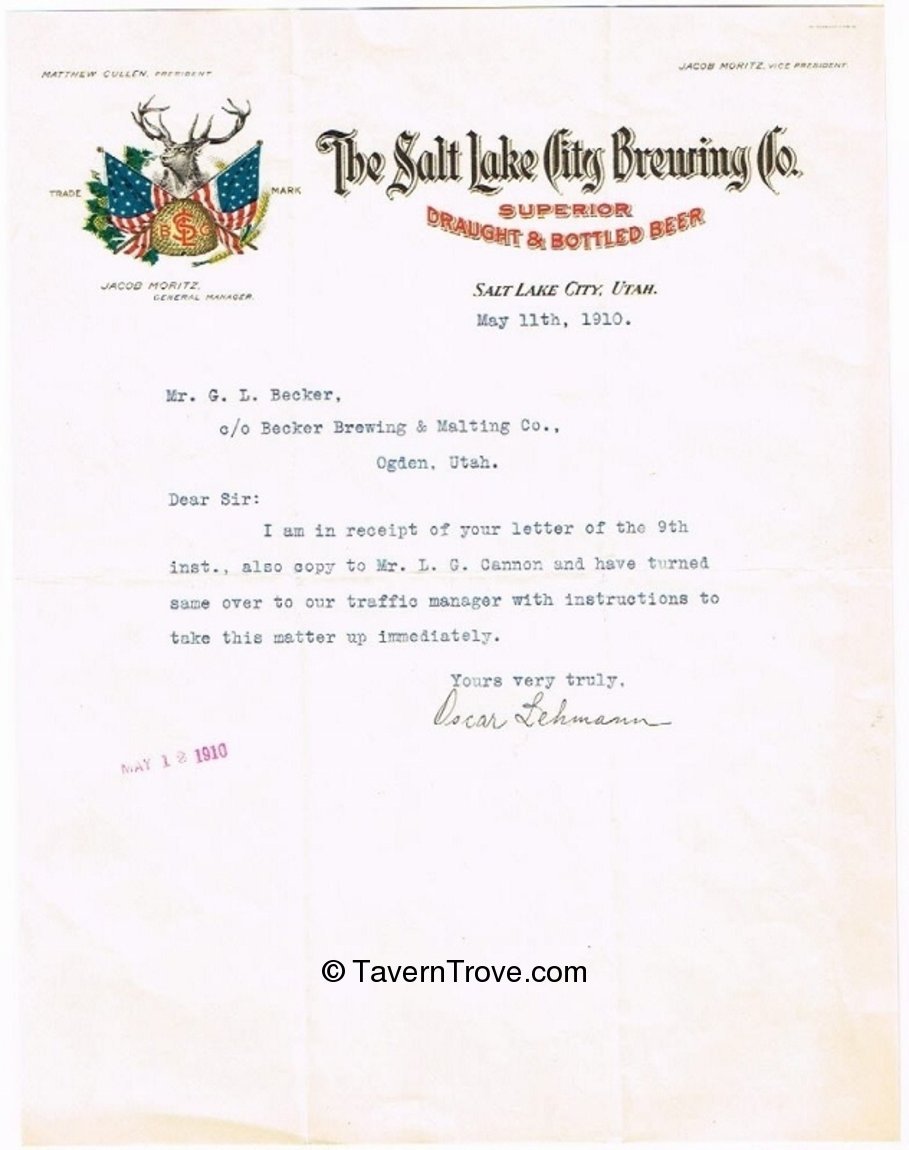 MATTHEW CULLEN, PRESIDENT
JACOB MORITZ, VICE PRESIDENT.
TRADE MARK
B SLC C
JACOB MORITZ,
GENERAL MANAGER.
The Salt Lake City Brewing Co.
SUPERIOR
DRAUGHT & BOTTLED BEER
SALT LAKE CITY, UTAH.
May 11th, 1910.
Mr. G. L. Becker,
c/o Becker Brewing & Malting Co.,
Ogden, Utah.
Dear Sir:
I am in receipt of your letter of the 9th
inst., also copy to Mr. L. G. Cannon and have turned
same over to our traffic manager with instructions to
take this matter up immediately.
Yours very truly,
Oscar Lehmann
MAY 12 1910
© TavernTrove.com